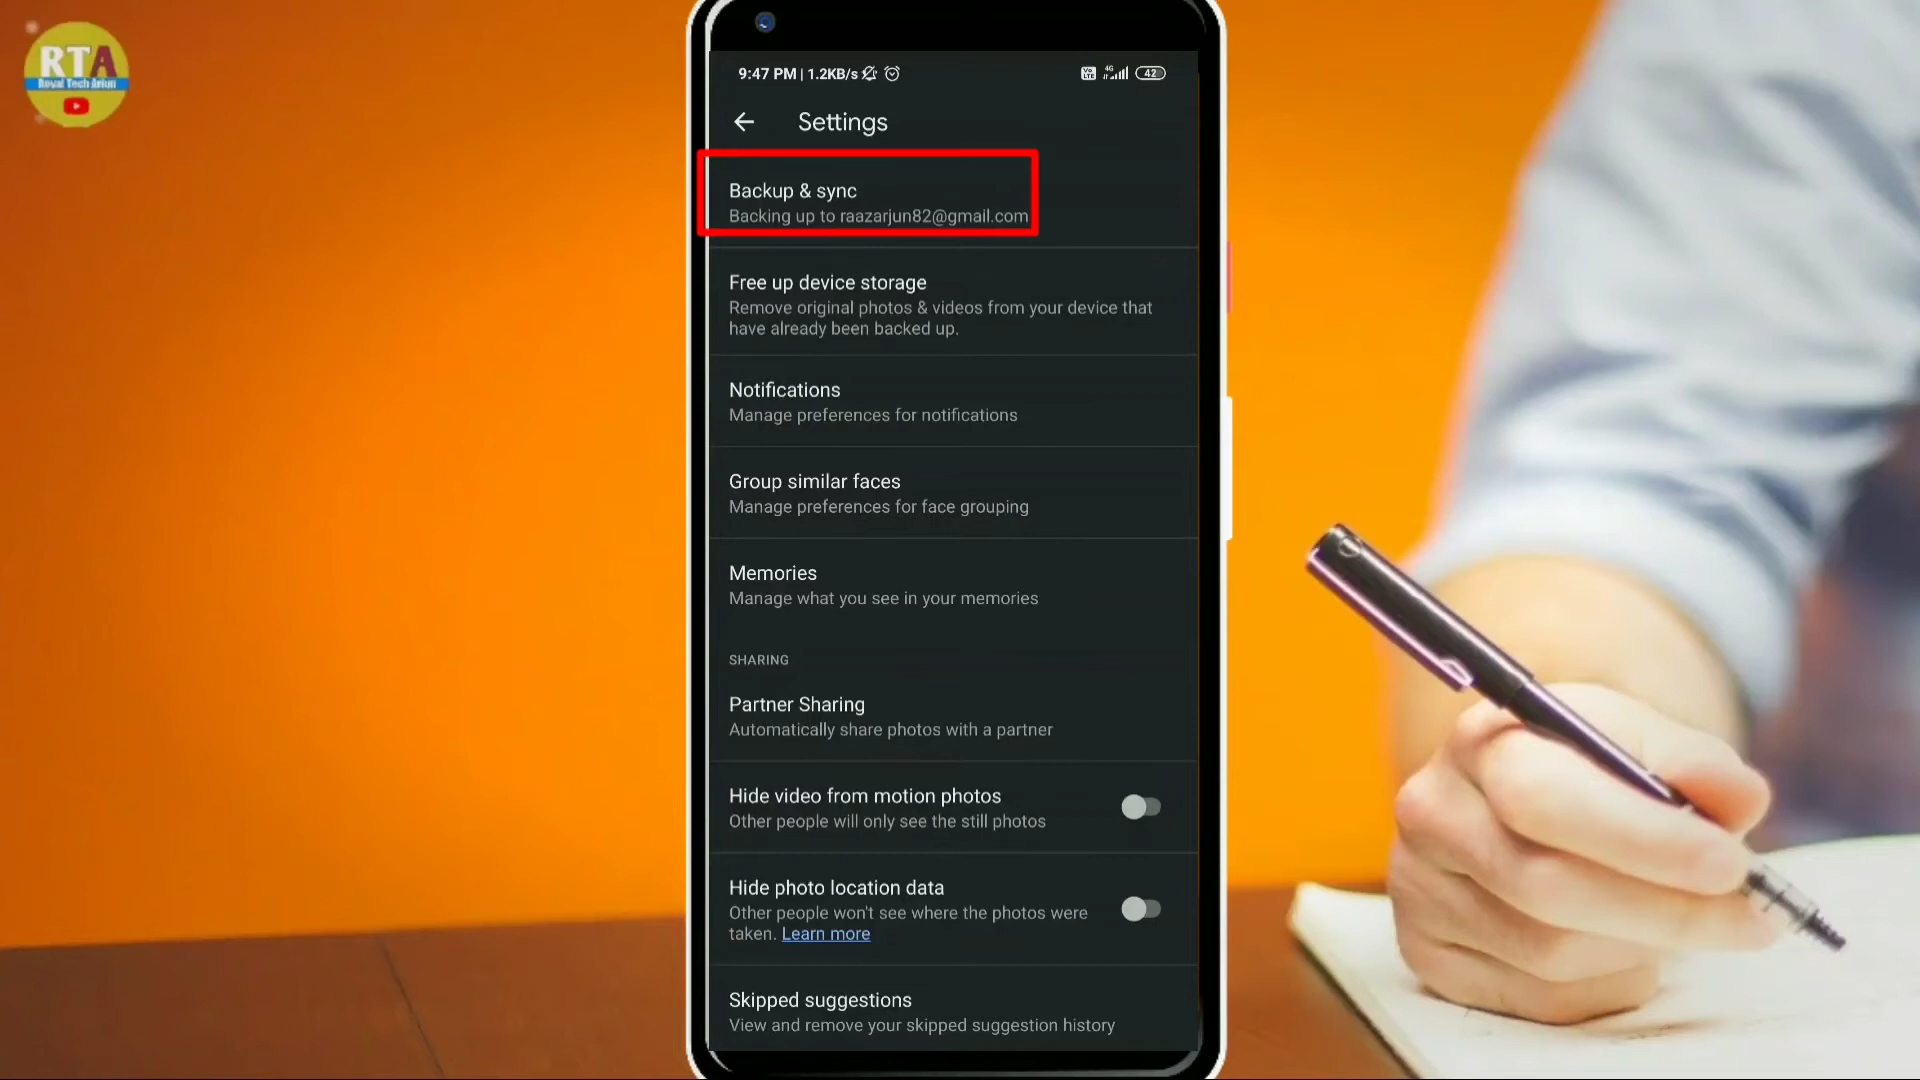 RTA
Royal Tech Arjun
9:47 PM | 1.2KB/s
4G
42
Settings
Backup & sync
Backing up to raazarjun82@gmail.com
Free up device storage
Remove original photos & videos from your device that
have already been backed up.
Notifications
Manage preferences for notifications
Group similar faces
Manage preferences for face grouping
Memories
Manage what you see in your memories
SHARING
Partner Sharing
Automatically share photos with a partner
Hide video from motion photos
Other people will only see the still photos
Hide photo location data
Other people won't see where the photos were
taken. Learn more
Skipped suggestions
View and remove your skipped suggestion history